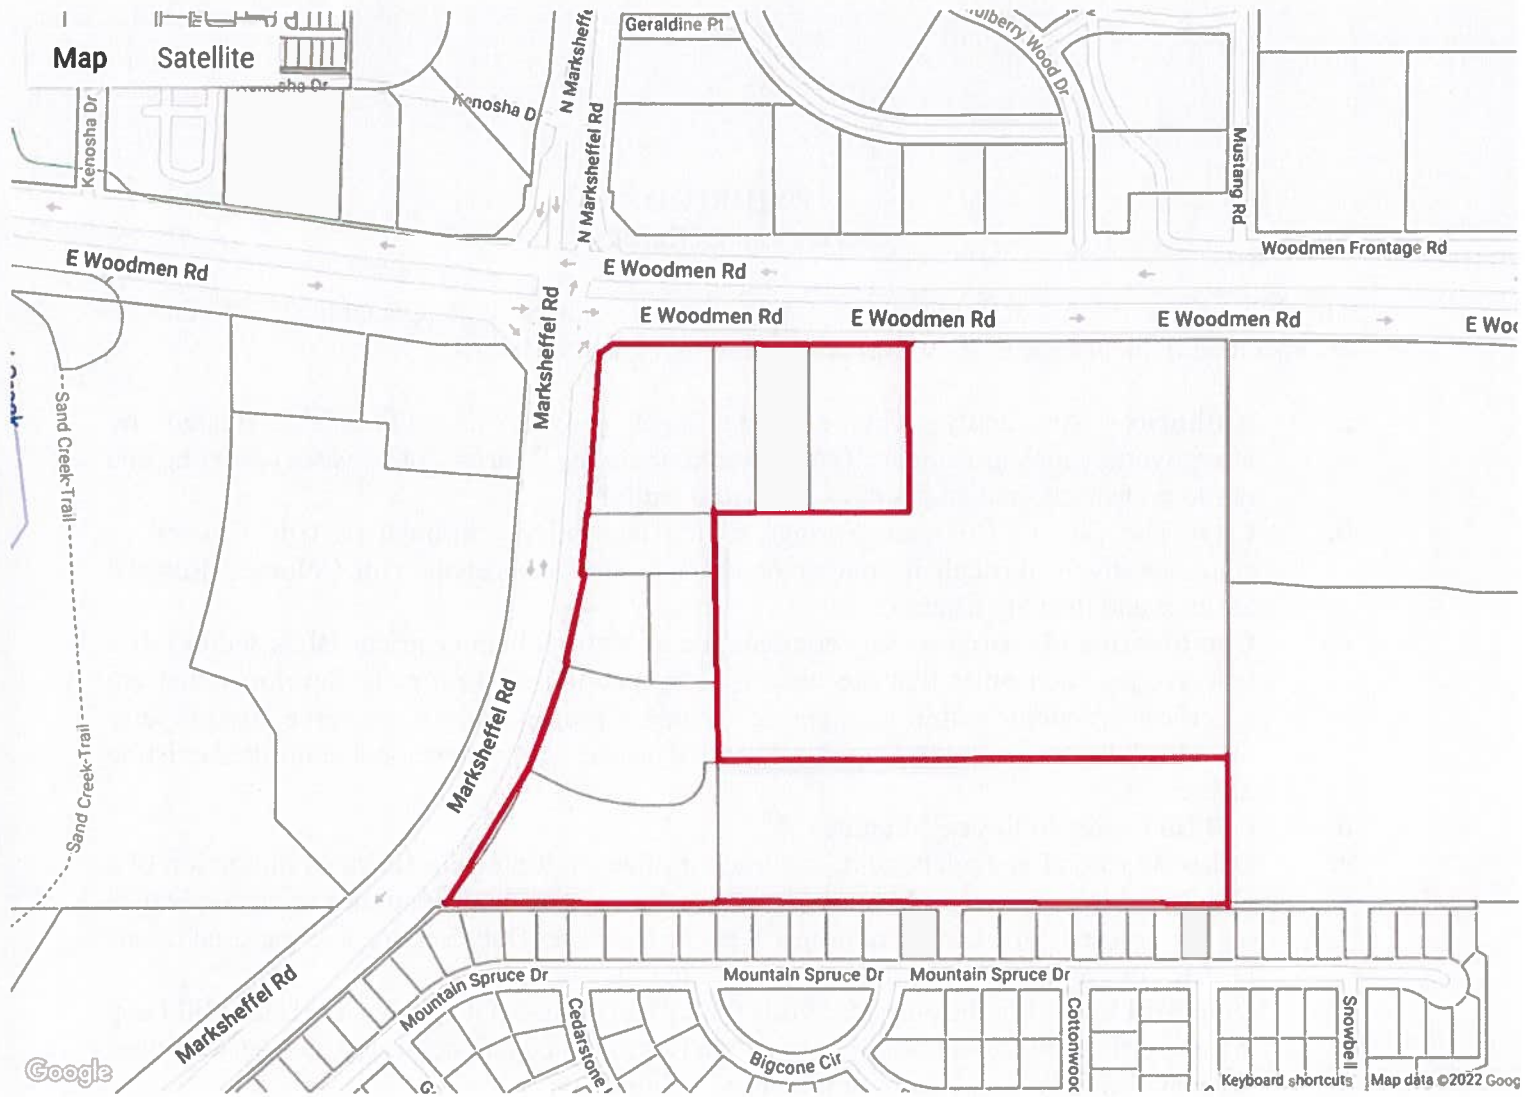 Geraldine Pt
Mulberry Wood Dr
Map
Satellite
Kenosha Dr
N Marksheffel Rd
Kenosha Dr
Mustang Rd
N Marksheffel Rd
Woodmen Frontage Rd
E Woodmen Rd
E Woodmen Rd
E Woodmen Rd
E Woodmen Rd
E Woodmen Rd
E Woo
Marksheffel Rd
Sand Creek-Trail
Marksheffel Rd
Sand Creek-Trail
Mountain Spruce Dr
Mountain Spruce Dr
Mountain Spruce Dr
Marksheffel Rd
Cedarstone
Cottonwood
Snowbell
Bigcone Cir
Google
Keyboard shortcuts
Map data ©2022 Goog